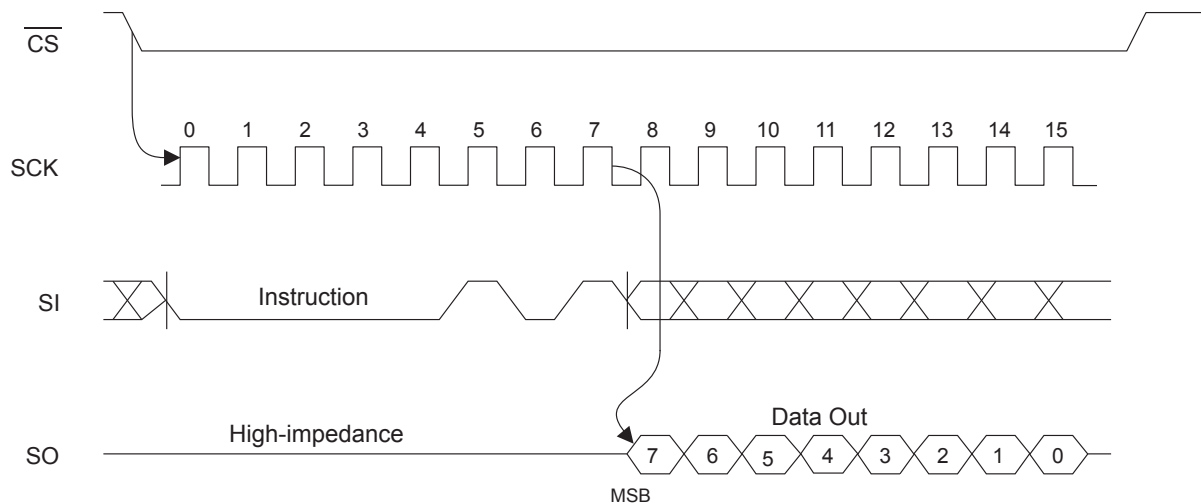 CS
0 1 2 3 4 5 6 7 8 9 10 11 12 13 14 15
SCK
SI
Instruction
Data Out
High-impedance
SO
7 6 5 4 3 2 1 0
MSB